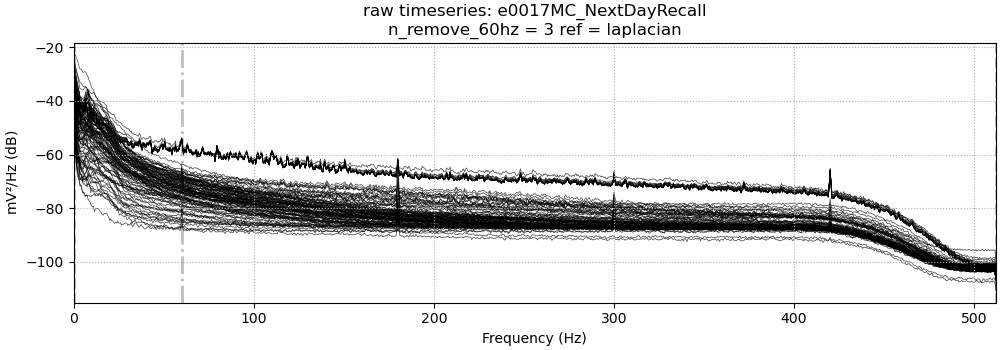 raw timeseries: e0017MC_NextDayRecall
n_remove_60hz = 3 ref = laplacian
mV²/Hz (dB)
−20
−40
−60
−80
−100
0 100 200 300 400 500
Frequency (Hz)